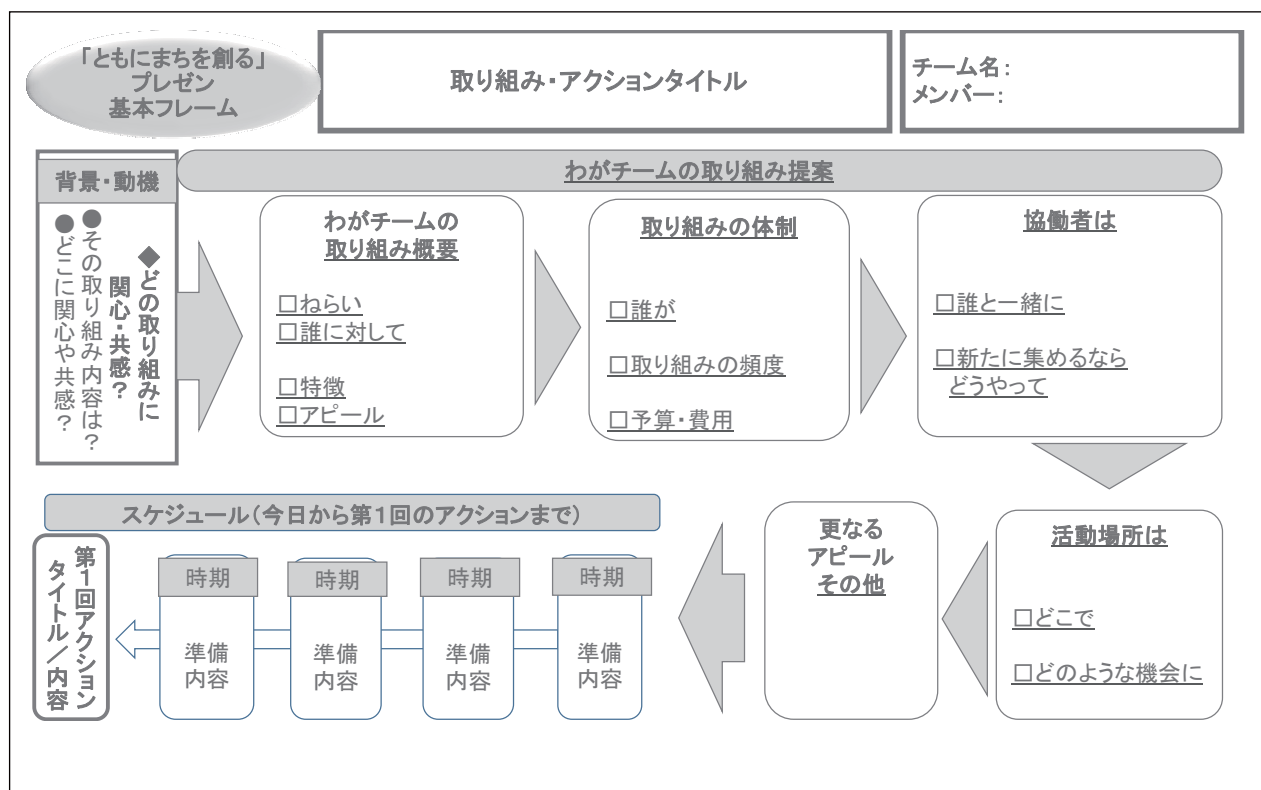 「ともにまちを創る」
プレゼン
基本フレーム
取り組み・アクションタイトル
チーム名:
メンバー:
背景・動機
◆どの取り組みに
関心・共感?
●その取り組み内容は?
●どこに関心や共感?
わがチームの取り組み提案
わがチームの
取り組み概要
□ねらい
□誰に対して
□特徴
□アピール
取り組みの体制
□誰が
□取り組みの頻度
□予算・費用
協働者は
□誰と一緒に
□新たに集めるなら
どうやって
活動場所は
□どこで
□どのような機会に
更なる
アピール
その他
スケジュール(今日から第1回のアクションまで)
時期
準備
内容
時期
準備
内容
時期
準備
内容
時期
準備
内容
第1回アクション
タイトル/内容